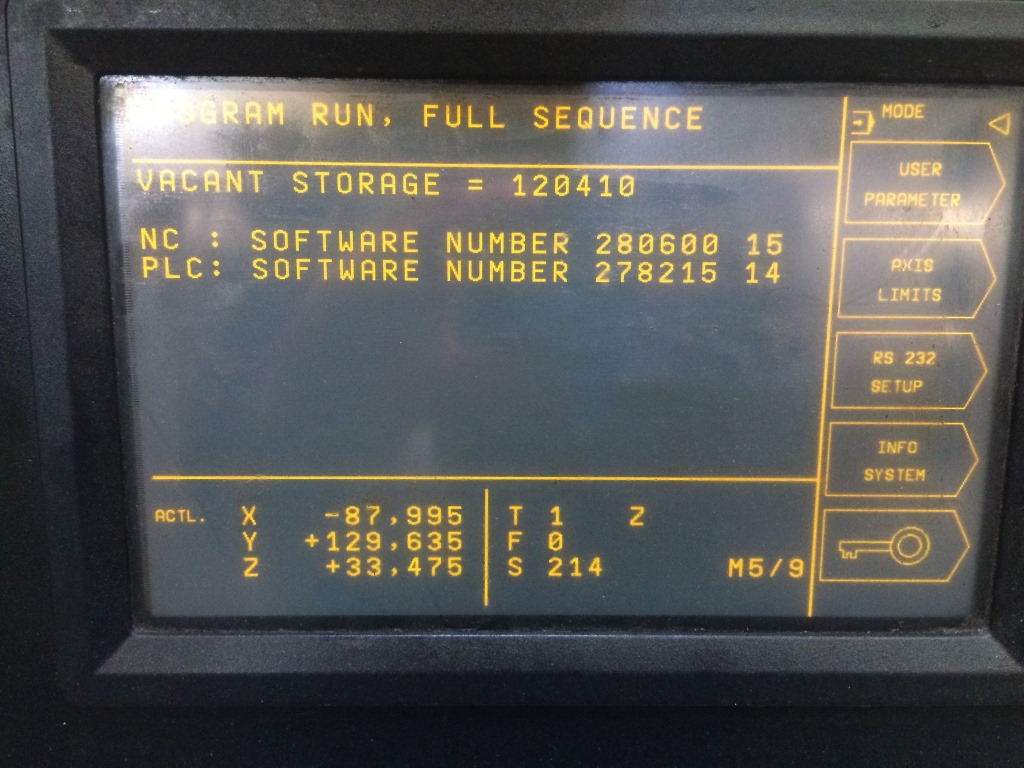 PROGRAM RUN, FULL SEQUENCE
VACANT STORAGE = 120410
NC : SOFTWARE NUMBER 280600 15
PLC: SOFTWARE NUMBER 278215 14
ACTL. X -87,995
Y +129,635
Z +33,475
T 1 Z
F 0
S 214 M5/9
MODE
USER
PARAMETER
AXIS
LIMITS
RS 232
SETUP
INFO
SYSTEM